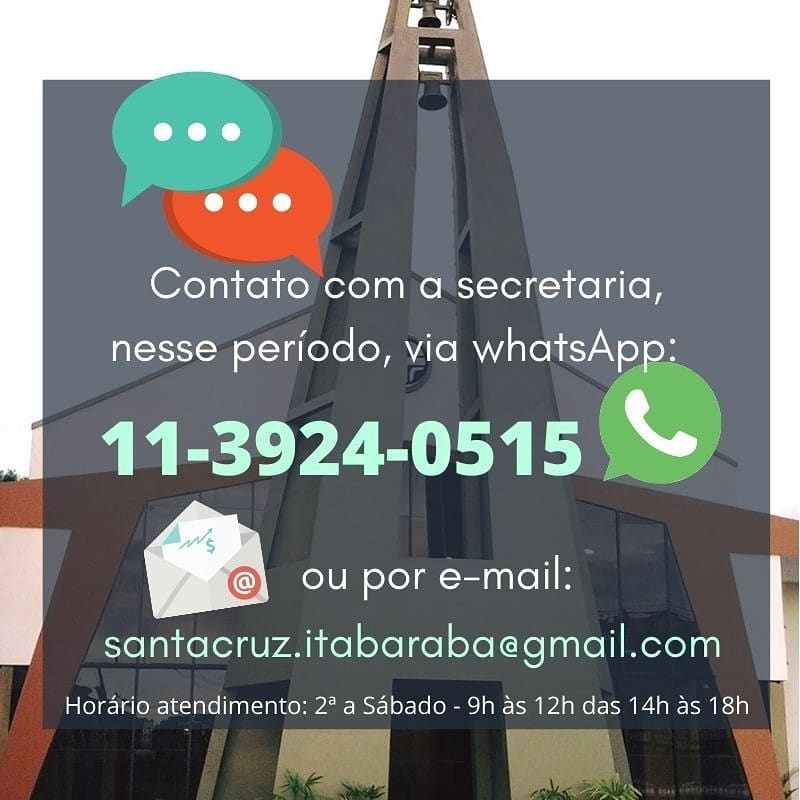 Contato com a secretaria,
nesse período, via whatsApp:
11-3924-0515
ou por e-mail:
santacruz.itabaraba@gmail.com
Horário atendimento: 2ª a Sábado - 9h às 12h das 14h às 18h